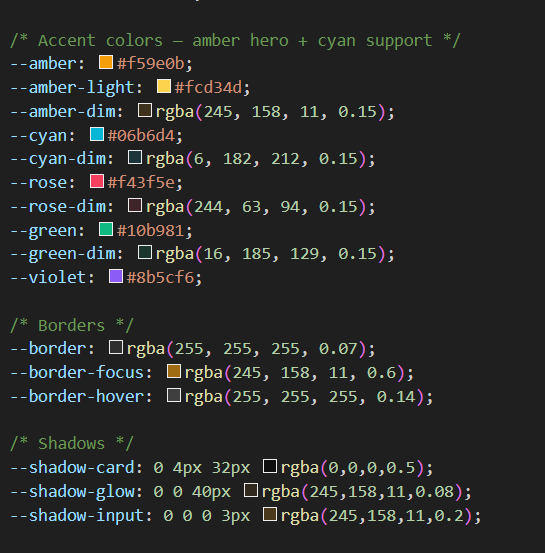 /* Accent colors — amber hero + cyan support */
--amber: #f59e0b;
--amber-light: #fcd34d;
--amber-dim: rgba(245, 158, 11, 0.15);
--cyan: #06b6d4;
--cyan-dim: rgba(6, 182, 212, 0.15);
--rose: #f43f5e;
--rose-dim: rgba(244, 63, 94, 0.15);
--green: #10b981;
--green-dim: rgba(16, 185, 129, 0.15);
--violet: #8b5cf6;
/* Borders */
--border: rgba(255, 255, 255, 0.07);
--border-focus: rgba(245, 158, 11, 0.6);
--border-hover: rgba(255, 255, 255, 0.14);
/* Shadows */
--shadow-card: 0 4px 32px rgba(0,0,0,0.5);
--shadow-glow: 0 0 40px rgba(245,158,11,0.08);
--shadow-input: 0 0 0 3px rgba(245,158,11,0.2);